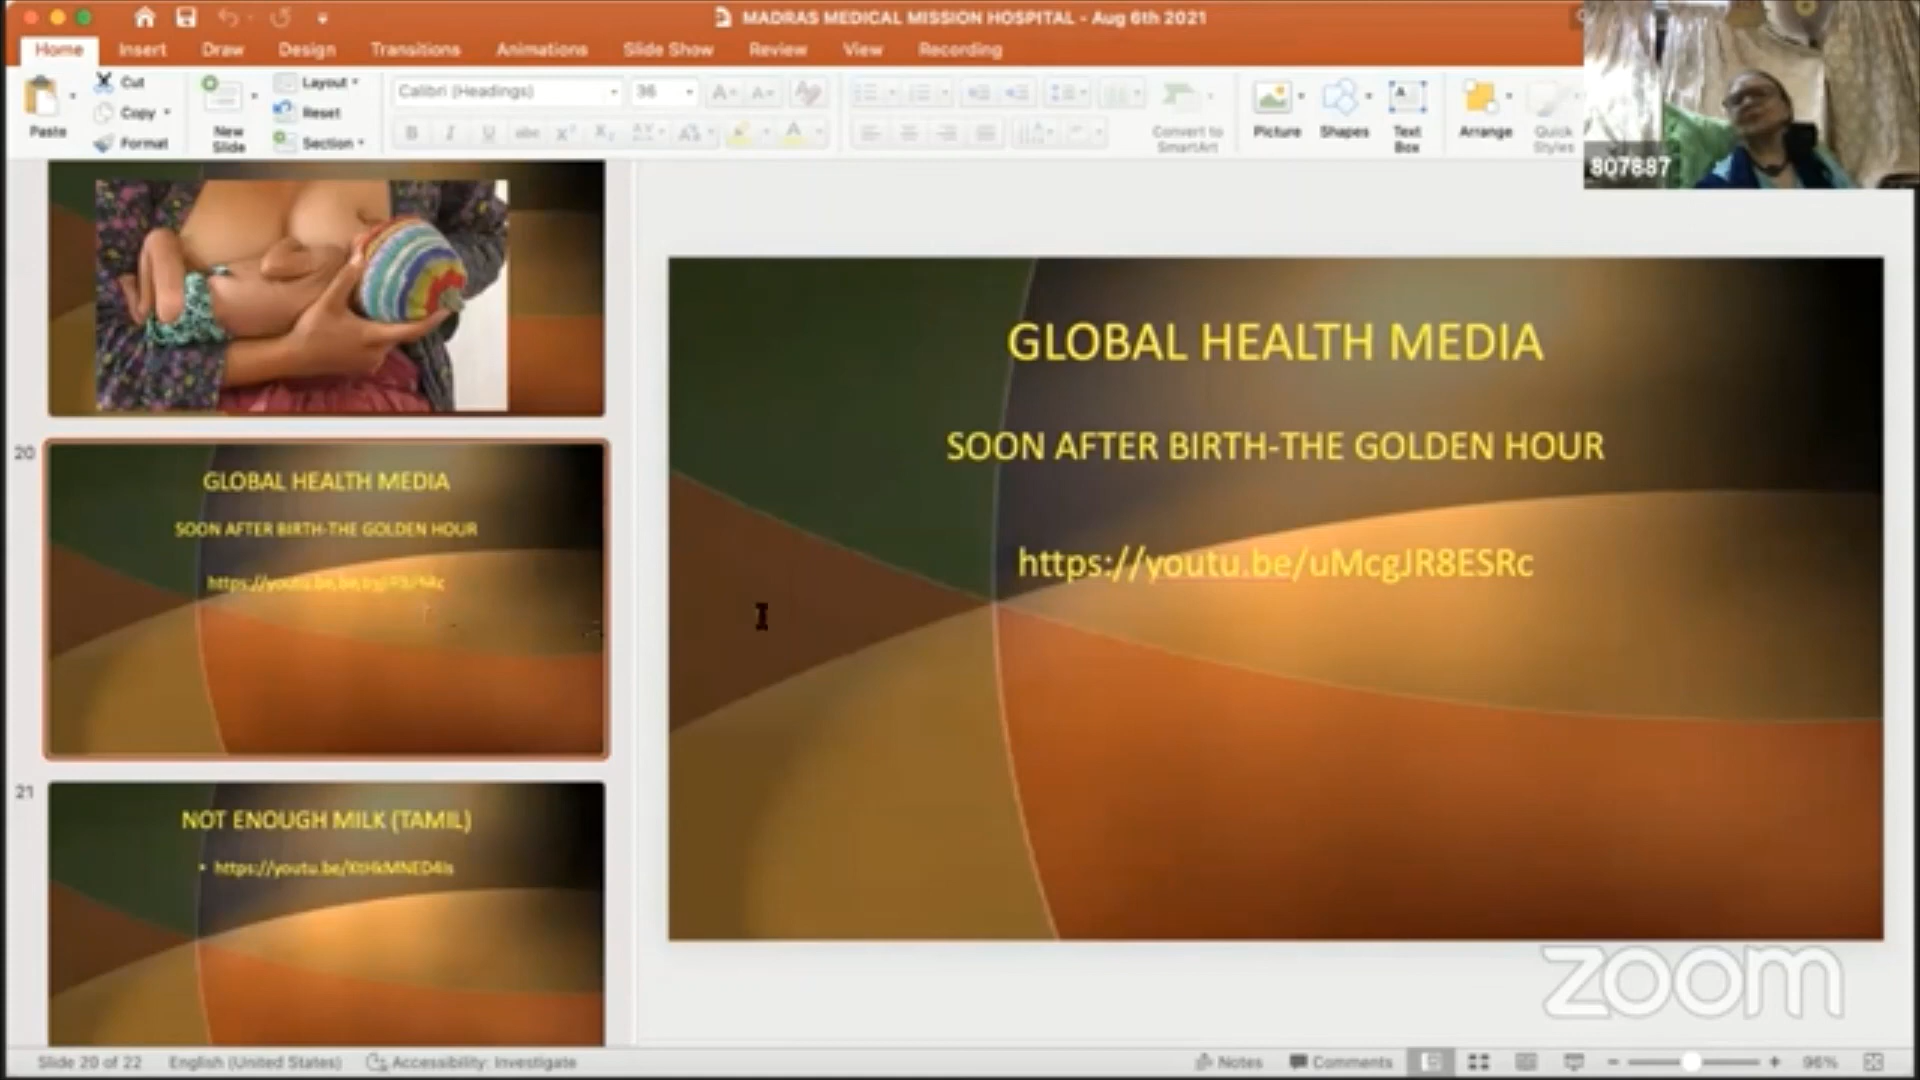 MADRAS MEDICAL MISSION HOSPITAL - Aug 6th 2021
Home Insert Draw Design Transitions Animations Slide Show Review View Recording
Paste
Cut
Copy
Format
New Slide
Layout
Reset
Section
Calibri (Headings) 36
Convert to SmartArt
Picture
Shapes
Text Box
Arrange
Quick Styles
807887
20
GLOBAL HEALTH MEDIA
SOON AFTER BIRTH-THE GOLDEN HOUR
21
NOT ENOUGH MILK (TAMIL)
GLOBAL HEALTH MEDIA
SOON AFTER BIRTH-THE GOLDEN HOUR
https://youtu.be/uMcgJR8ESRc
zoom
Slide 20 of 22 English (United States) Accessibility: Investigate
Notes Comments 96%